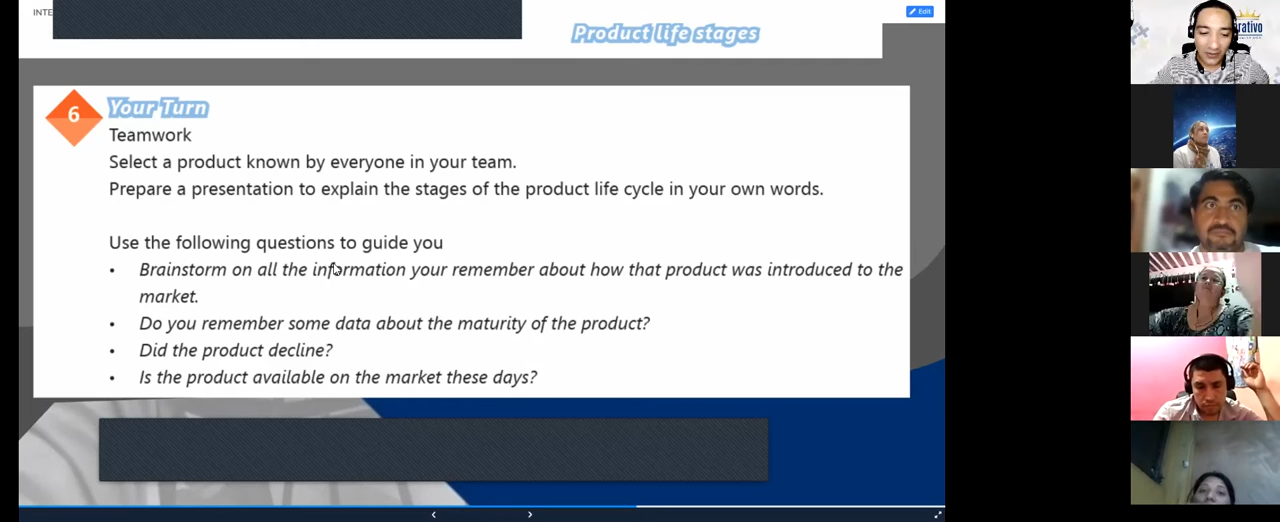 INTE
Product life stages
Edit
6
Your Turn
Teamwork
Select a product known by everyone in your team.
Prepare a presentation to explain the stages of the product life cycle in your own words.
Use the following questions to guide you
• Brainstorm on all the information your remember about how that product was introduced to the
market.
• Do you remember some data about the maturity of the product?
• Did the product decline?
• Is the product available on the market these days?
rativo